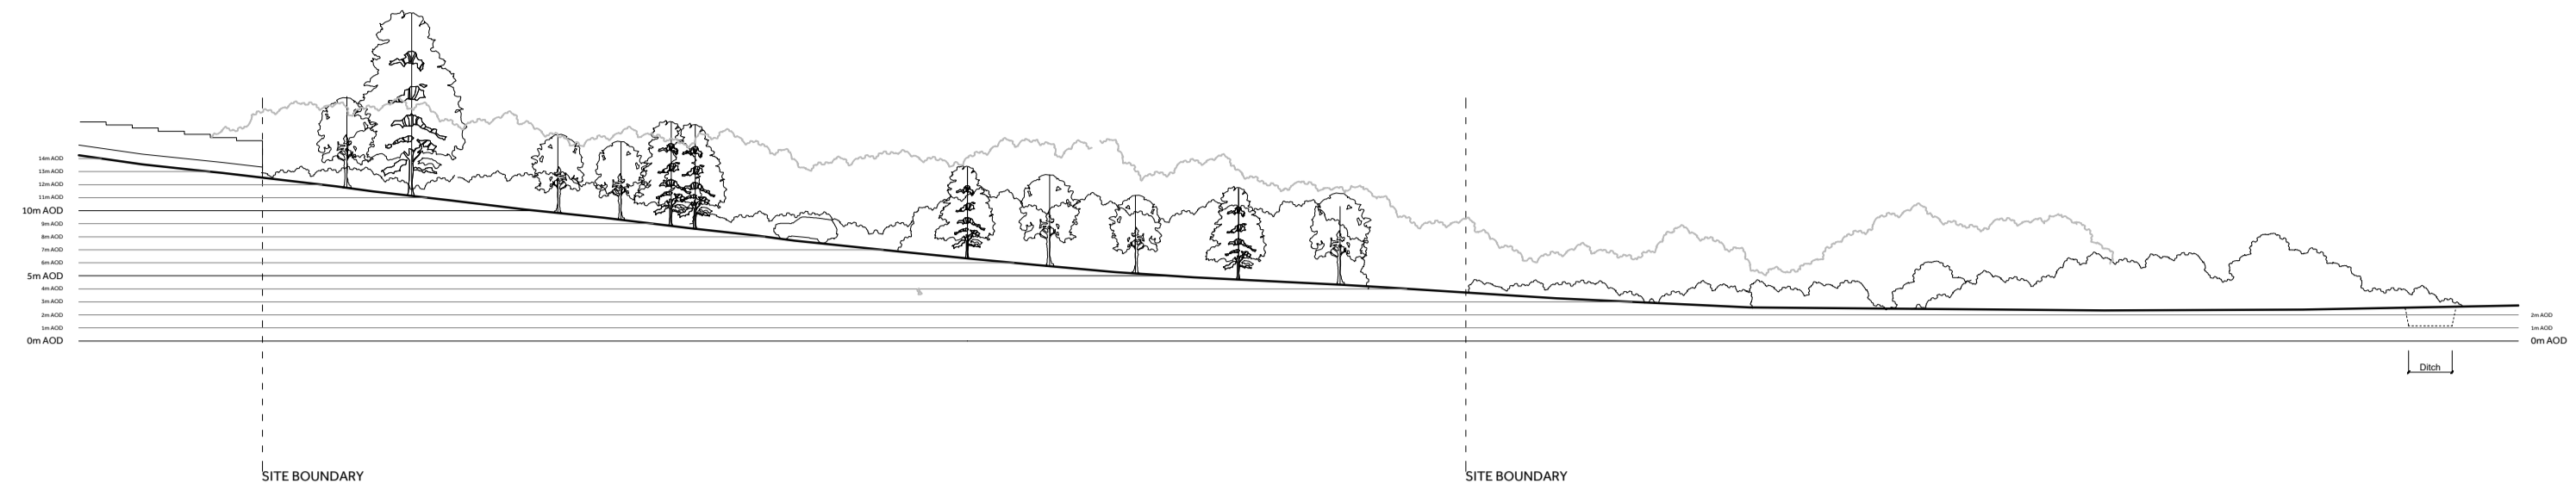 14m AOD
13m AOD
12m AOD
11m AOD
10m AOD
9m AOD
8m AOD
7m AOD
6m AOD
5m AOD
4m AOD
3m AOD
2m AOD
1m AOD
0m AOD
2m AOD
1m AOD
0m AOD
Ditch
SITE BOUNDARY
SITE BOUNDARY